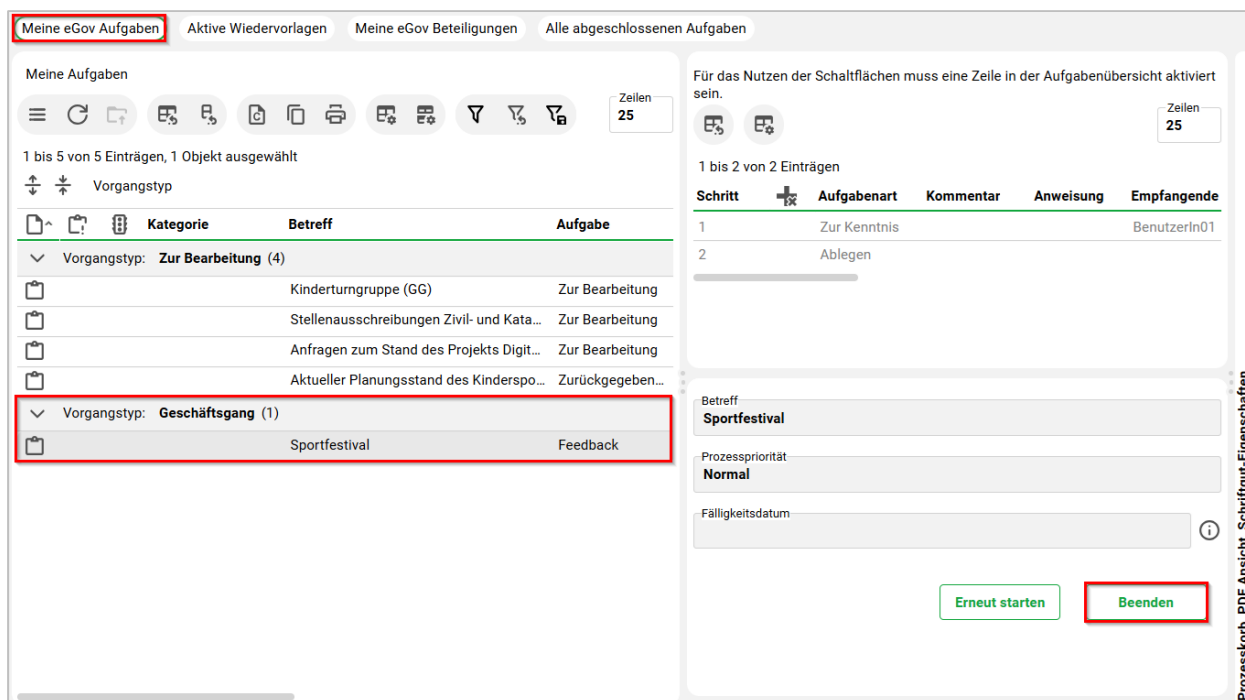 Meine eGov Aufgaben Aktive Wiedervorlagen Meine eGov Beteiligungen Alle abgeschlossenen Aufgaben
Meine Aufgaben
Zeilen
25
1 bis 5 von 5 Einträgen, 1 Objekt ausgewählt
Vorgangstyp
Kategorie Betreff Aufgabe
Vorgangstyp: Zur Bearbeitung (4)
Kinderturngruppe (GG) Zur Bearbeitung
Stellenausschreibungen Zivil- und Kata... Zur Bearbeitung
Anfragen zum Stand des Projekts Digit... Zur Bearbeitung
Aktueller Planungsstand des Kinderspo... Zurückgegeben...
Vorgangstyp: Geschäftsgang (1)
Sportfestival Feedback
Für das Nutzen der Schaltflächen muss eine Zeile in der Aufgabenübersicht aktiviert
sein.
Zeilen
25
1 bis 2 von 2 Einträgen
Schritt Aufgabenart Kommentar Anweisung Empfangende
1 Zur Kenntnis BenutzerIn01
2 Ablegen
Betreff
Sportfestival
Prozesspriorität
Normal
Fälligkeitsdatum
Erneut starten Beenden
Prozesskorb, PDF Ansicht, Schriftgut-Eigenschaften